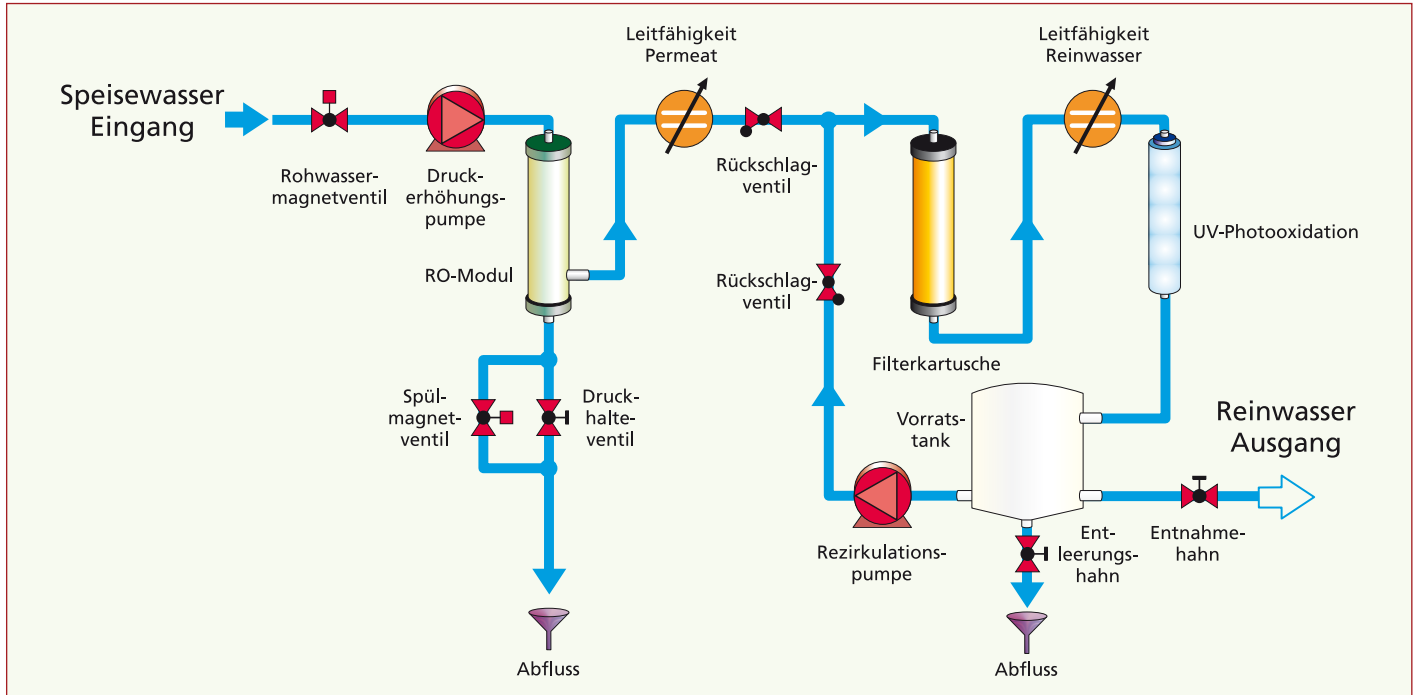 Leitfähigkeit
Permeat
Leitfähigkeit
Reinwasser
Speisewasser
Eingang
Rohwasser-
magnetventil
Druck-
erhöhungs-
pumpe
Rückschlag-
ventil
RO-Modul
Rückschlag-
ventil
UV-Photooxidation
Filterkartusche
Spül-
magnet-
ventil
Druck-
halte-
ventil
Vorrats-
tank
Reinwasser
Ausgang
Rezirkulations-
pumpe
Ent-
leerungs-
hahn
Entnahme-
hahn
Abfluss
Abfluss